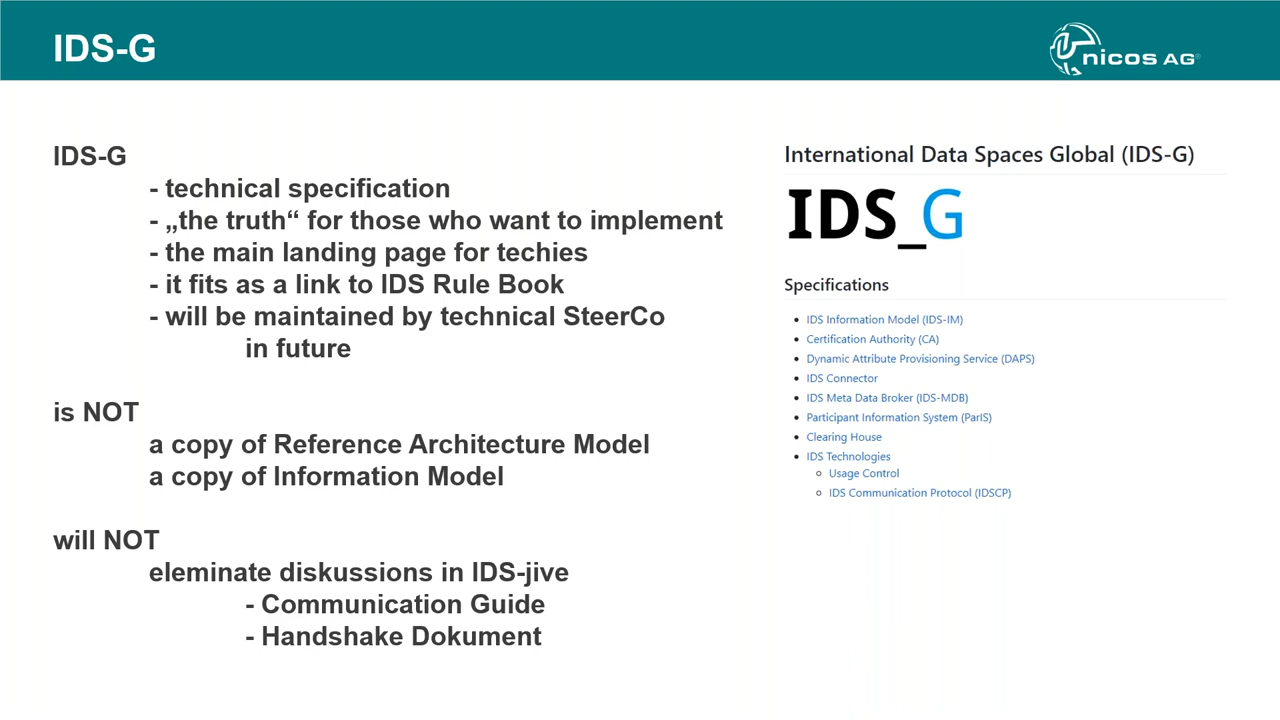 IDS-G
nicos AG®
IDS-G
- technical specification
- „the truth“ for those who want to implement
- the main landing page for techies
- it fits as a link to IDS Rule Book
- will be maintained by technical SteerCo
in future
is NOT
a copy of Reference Architecture Model
a copy of Information Model
will NOT
eleminate diskussions in IDS-jive
- Communication Guide
- Handshake Dokument
International Data Spaces Global (IDS-G)
IDS_G
Specifications
• IDS Information Model (IDS-IM)
• Certification Authority (CA)
• Dynamic Attribute Provisioning Service (DAPS)
• IDS Connector
• IDS Meta Data Broker (IDS-MDB)
• Participant Information System (ParIS)
• Clearing House
• IDS Technologies
◦ Usage Control
◦ IDS Communication Protocol (IDSCP)